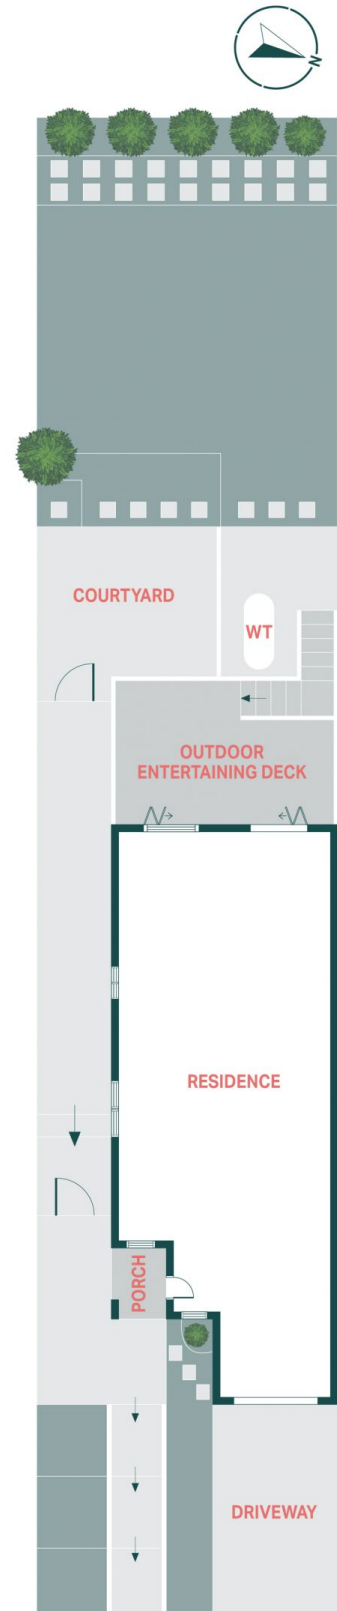 N
COURTYARD
WT
OUTDOOR
ENTERTAINING DECK
RESIDENCE
PORCH
DRIVEWAY